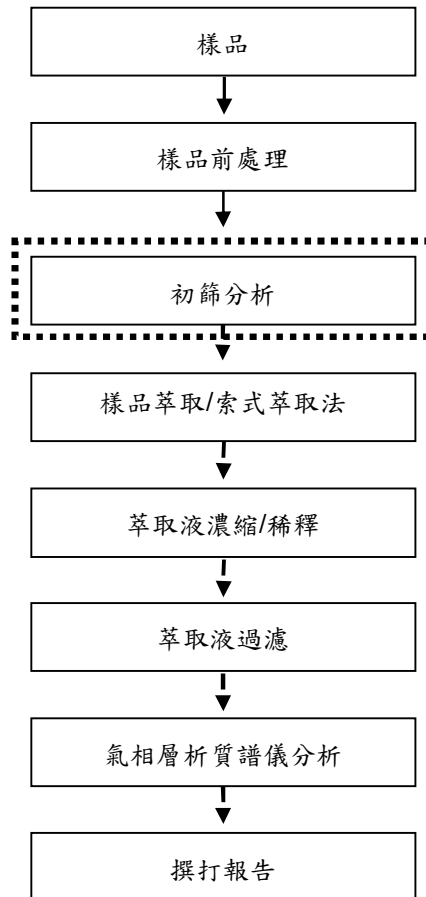 樣品
樣品前處理
初篩分析
樣品萃取/索式萃取法
萃取液濃縮/稀釋
萃取液過濾
氣相層析質譜儀分析
撰打報告